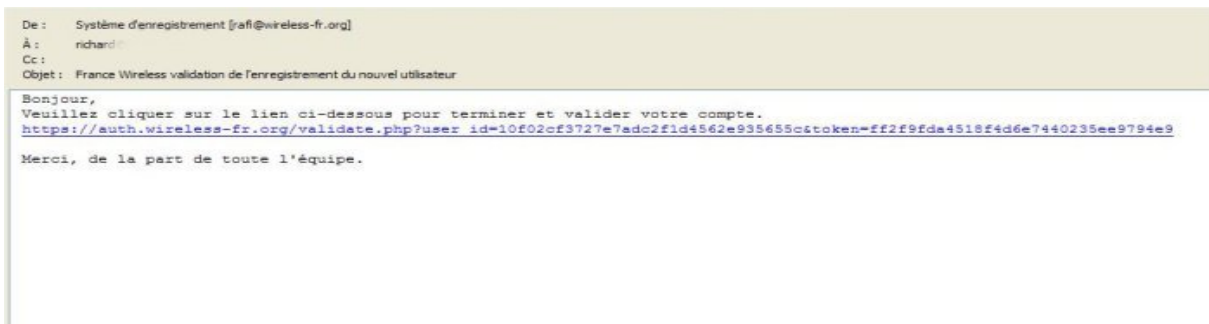 De : Système d'enregistrement [rafl@wireless-fr.org]
À : richard
Cc :
Objet : France Wireless validation de l'enregistrement du nouvel utilisateur
Bonjour,
Veuillez cliquer sur le lien ci-dessous pour terminer et valider votre compte.
https://auth.wireless-fr.org/validate.php?user_id=10f02cf3727e7adc2f1d4562e935655c&token=ff2f9fda4518f4d6e7440235ee9794e9
Merci, de la part de toute l'équipe.